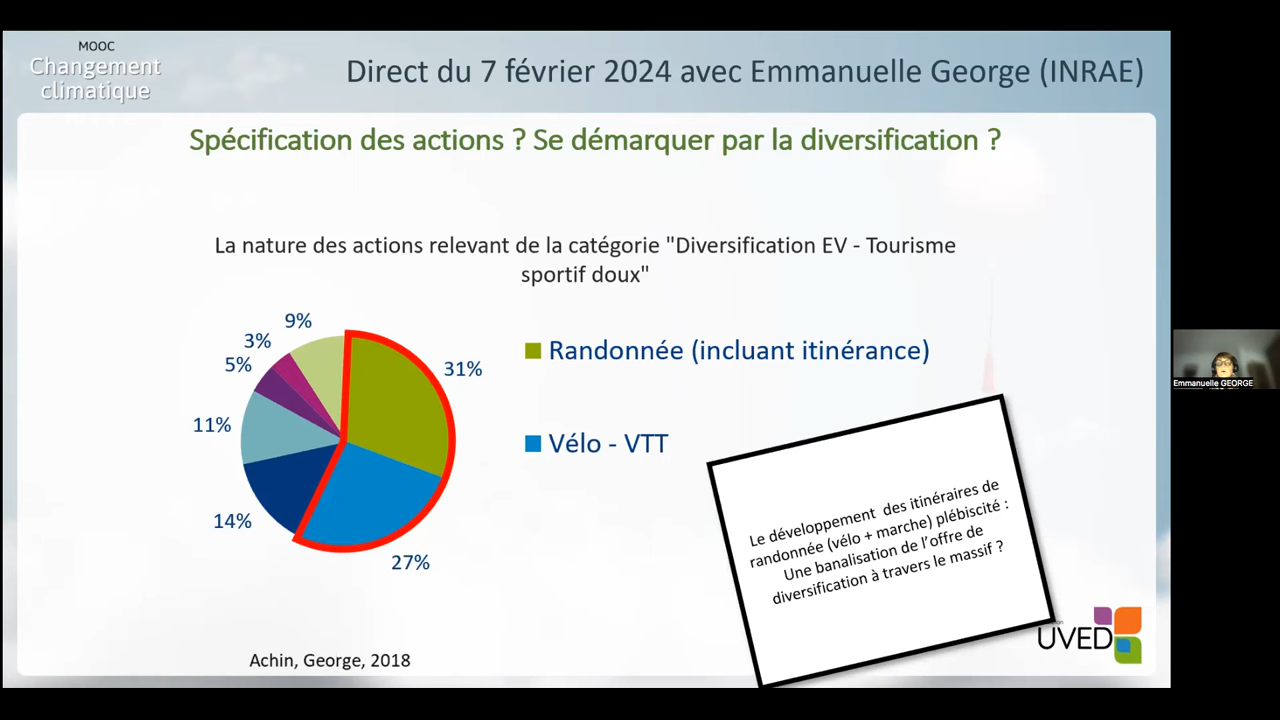 MOOC
Changement
climatique
Direct du 7 février 2024 avec Emmanuelle George (INRAE)
Spécification des actions ? Se démarquer par la diversification ?
La nature des actions relevant de la catégorie "Diversification EV - Tourisme
sportif doux"
9%
3%
5%
11%
14%
31%
27%
Randonnée (incluant itinérance)
Vélo - VTT
Le développement des itinéraires de
randonnée (vélo + marche) plébiscité :
Une banalisation de l'offre de
diversification à travers le massif ?
Achin, George, 2018
UVED
Emmanuelle GEORGE